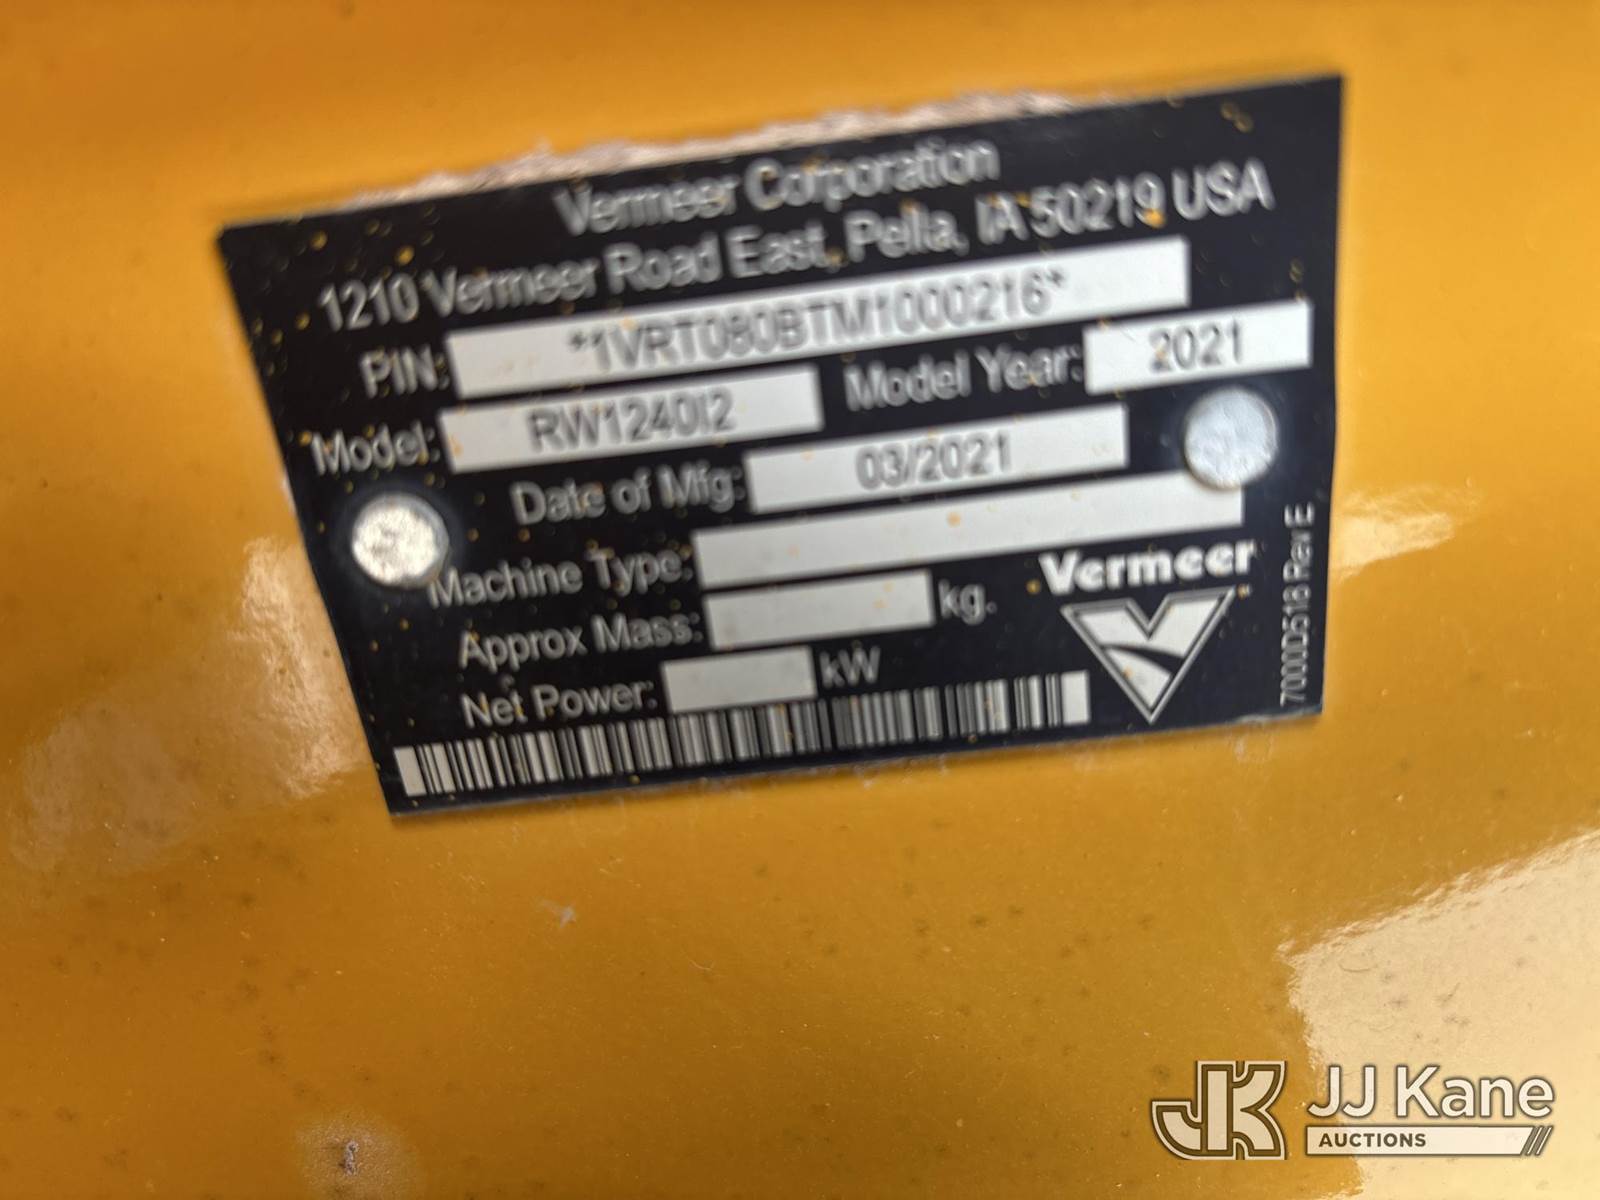 Vermeer Corporation
1210 Vermeer Road East, Pella, IA 50219 USA
PIN: *1VRT080BTM1000216*
Model: RW1240I2 Model Year: 2021
Date of Mfg: 03/2021
Machine Type:
Approx Mass: kg.
Net Power: kW
Vermeer
Rev E
JK JJ Kane
AUCTIONS